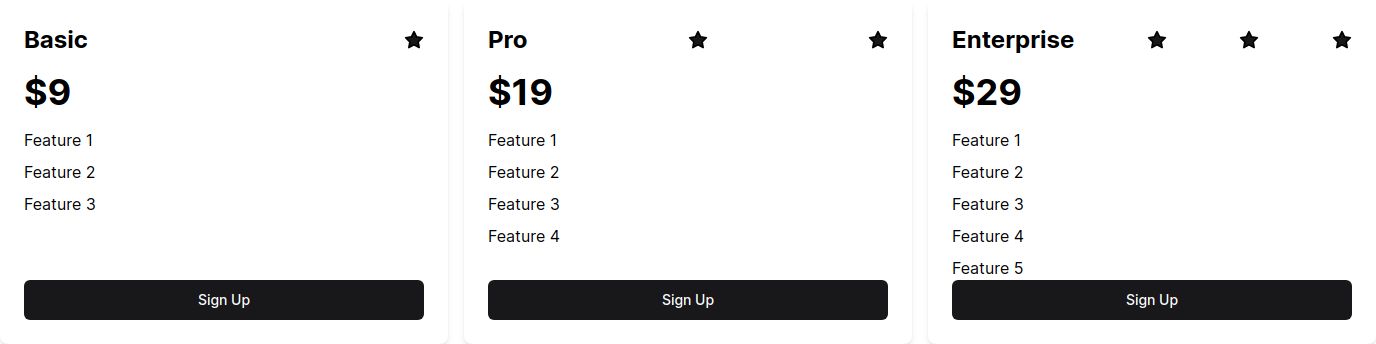 Basic
$9
Feature 1
Feature 2
Feature 3
Sign Up
Pro
$19
Feature 1
Feature 2
Feature 3
Feature 4
Sign Up
Enterprise
$29
Feature 1
Feature 2
Feature 3
Feature 4
Feature 5
Sign Up